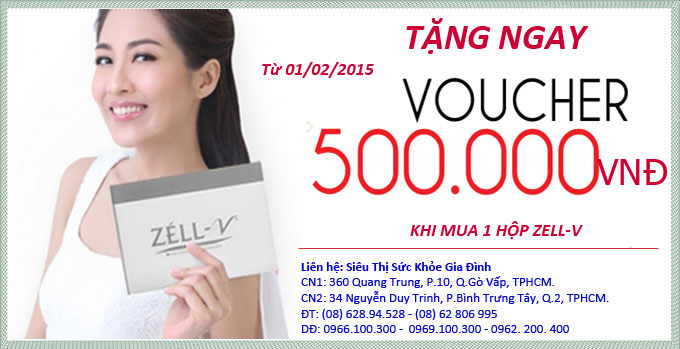 TẶNG NGAY
Từ 01/02/2015
VOUCHER
500.000VNĐ
ZÉLL-V
KHI MUA 1 HỘP ZELL-V
Liên hệ: Siêu Thị Sức Khỏe Gia Đình
CN1: 360 Quang Trung, P.10, Q.Gò Vấp, TPHCM.
CN2: 34 Nguyễn Duy Trinh, P.Bình Trưng Tây, Q.2, TPHCM.
ĐT: (08) 628.94.528 - (08) 62 806 995
DĐ: 0966.100.300 - 0969.100.300 - 0962. 200. 400